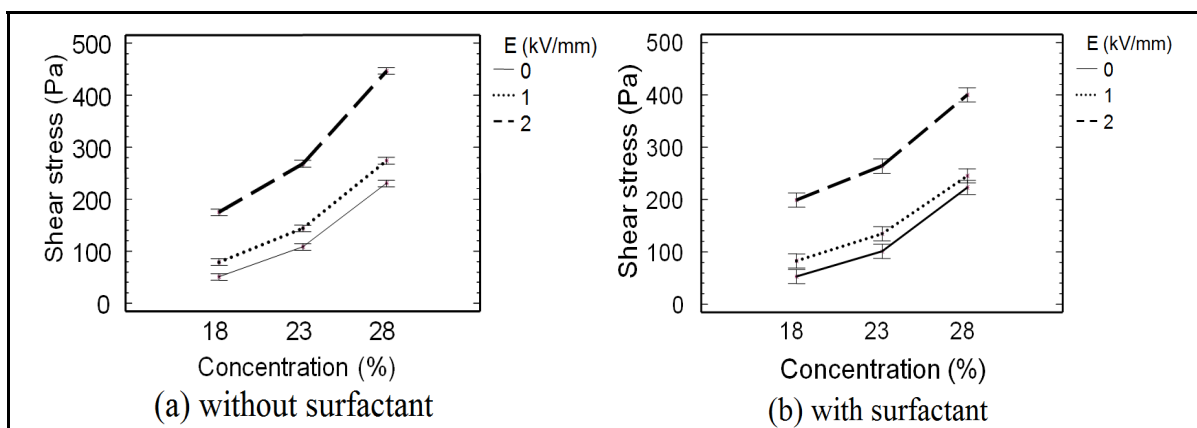 500
400
300
200
100
0
Shear stress (Pa)
18 23 28
Concentration (%)
E (kV/mm)
0
1
2
(a) without surfactant
500
400
300
200
100
0
Shear stress (Pa)
18 23 28
Concentration (%)
E (kV/mm)
0
1
2
(b) with surfactant